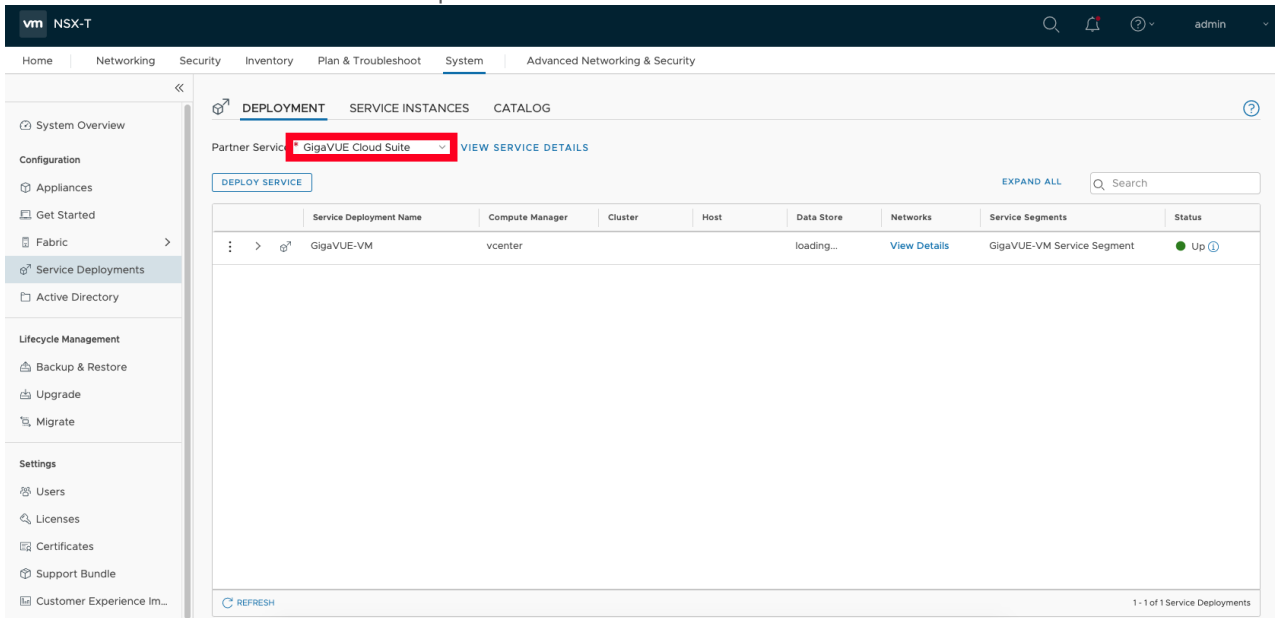 vm NSX-T admin
Home Networking Security Inventory Plan & Troubleshoot System Advanced Networking & Security
System Overview
Configuration
Appliances
Get Started
Fabric
Service Deployments
Active Directory
Lifecycle Management
Backup & Restore
Upgrade
Migrate
Settings
Users
Licenses
Certificates
Support Bundle
Customer Experience Im...
DEPLOYMENT SERVICE INSTANCES CATALOG
Partner Service * GigaVUE Cloud Suite VIEW SERVICE DETAILS
DEPLOY SERVICE EXPAND ALL Search
Service Deployment Name Compute Manager Cluster Host Data Store Networks Service Segments Status
GigaVUE-VM vcenter loading... View Details GigaVUE-VM Service Segment Up
REFRESH 1 - 1 of 1 Service Deployments